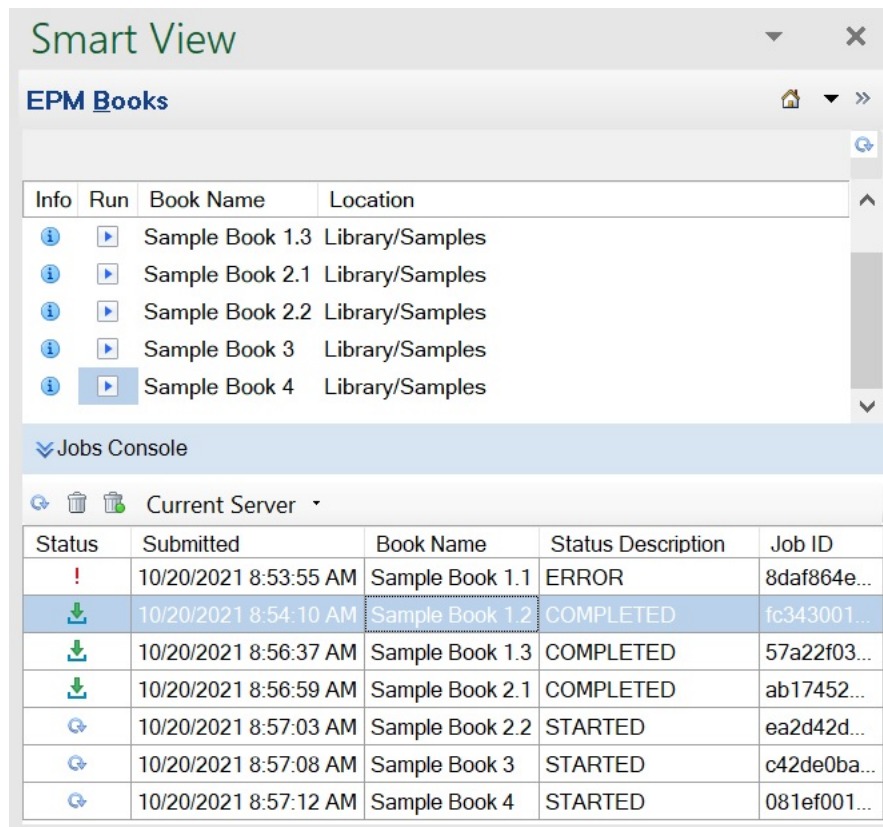 Smart View
EPM Books
Info Run Book Name Location
Sample Book 1.3 Library/Samples
Sample Book 2.1 Library/Samples
Sample Book 2.2 Library/Samples
Sample Book 3 Library/Samples
Sample Book 4 Library/Samples
Jobs Console
Current Server
Status Submitted Book Name Status Description Job ID
! 10/20/2021 8:53:55 AM Sample Book 1.1 ERROR 8daf864e...
10/20/2021 8:54:10 AM Sample Book 1.2 COMPLETED fc343001...
10/20/2021 8:56:37 AM Sample Book 1.3 COMPLETED 57a22f03...
10/20/2021 8:56:59 AM Sample Book 2.1 COMPLETED ab17452...
10/20/2021 8:57:03 AM Sample Book 2.2 STARTED ea2d42d...
10/20/2021 8:57:08 AM Sample Book 3 STARTED c42de0ba...
10/20/2021 8:57:12 AM Sample Book 4 STARTED 081ef001...